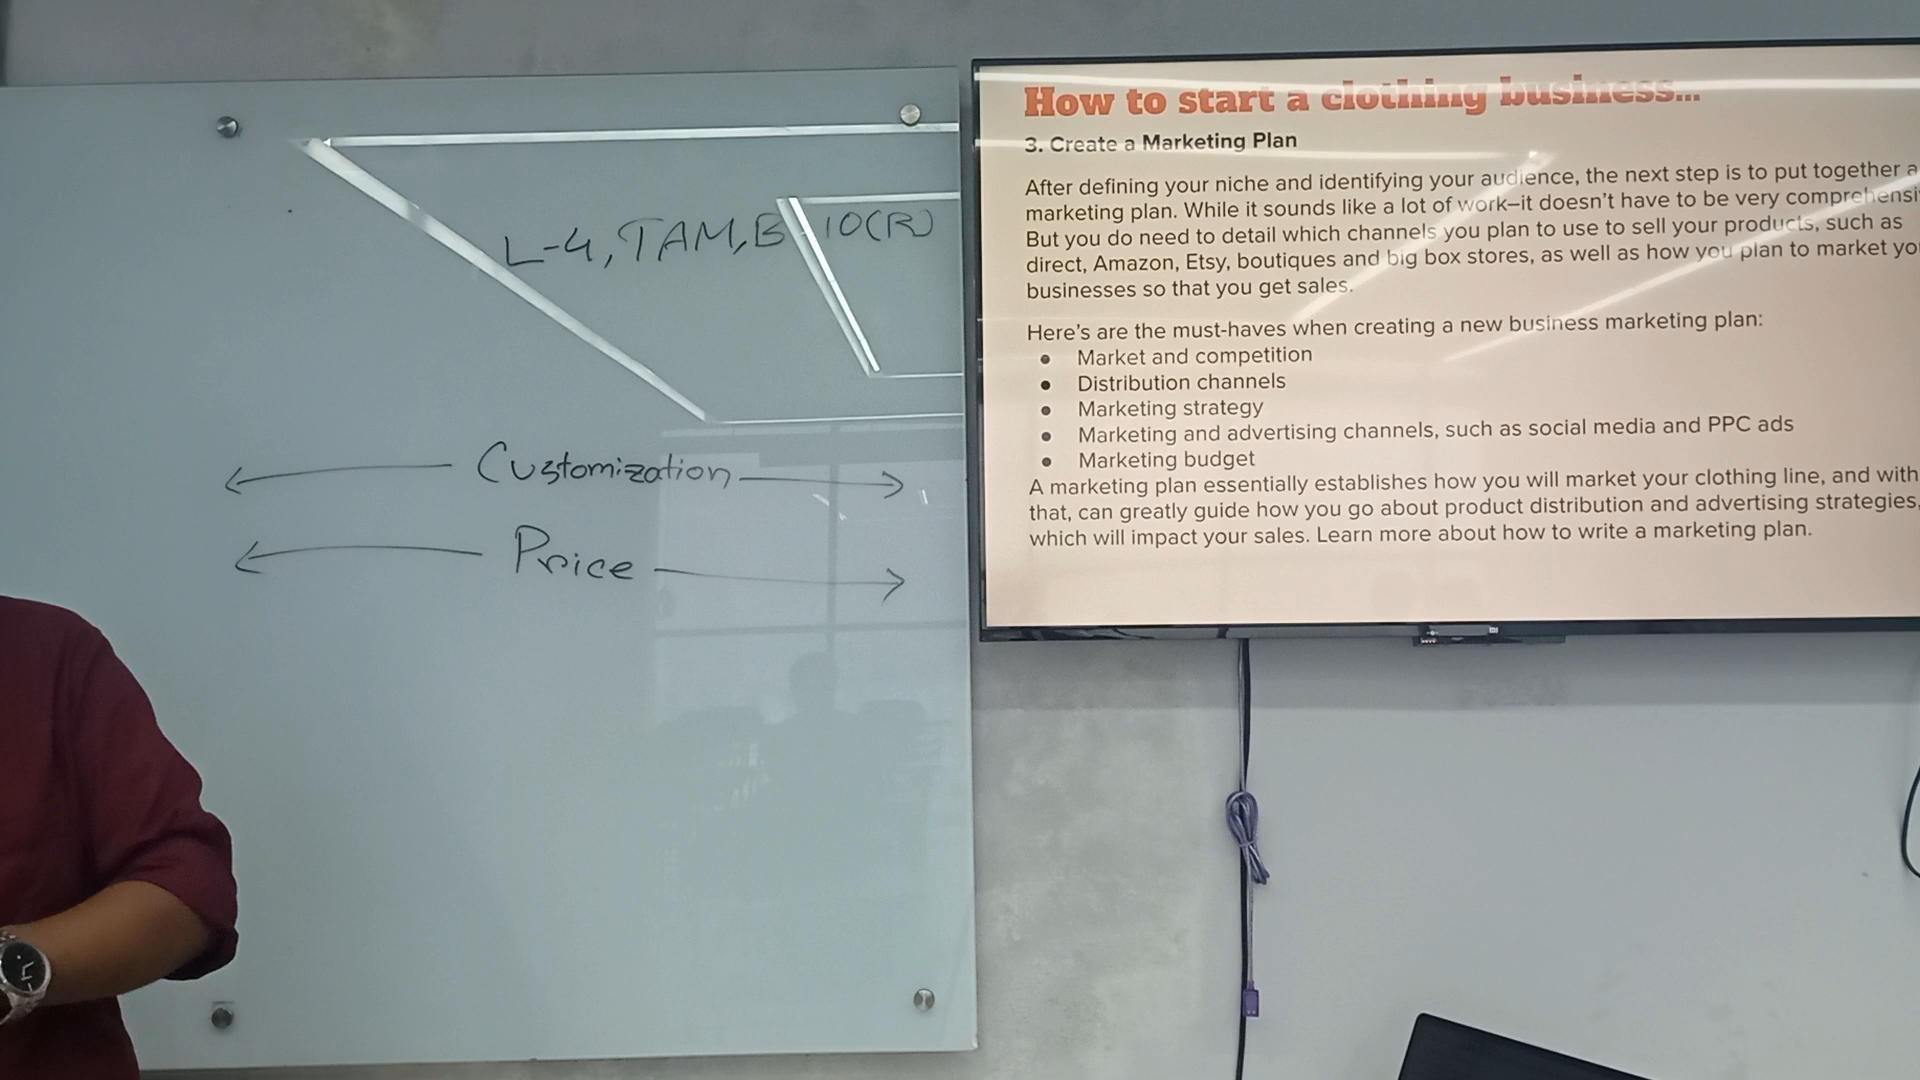 L-4, TAM, B-10(R)
Customization
Price
How to start a clothing business...
3. Create a Marketing Plan
After defining your niche and identifying your audience, the next step is to put together a
marketing plan. While it sounds like a lot of work—it doesn't have to be very
But you do need to detail which channels you plan to use to sell your products, such as
direct, Amazon, Etsy, boutiques and big box stores, as well as how you plan to market
businesses so that you get sales.
Here's are the must-haves when creating a new business marketing plan:
● Market and competition
● Distribution channels
● Marketing strategy
● Marketing and advertising channels, such as social media and PPC ads
● Marketing budget
A marketing plan essentially establishes how you will market your clothing line, and with
that, can greatly guide how you go about product distribution and advertising strategies,
which will impact your sales. Learn more about how to write a marketing plan.